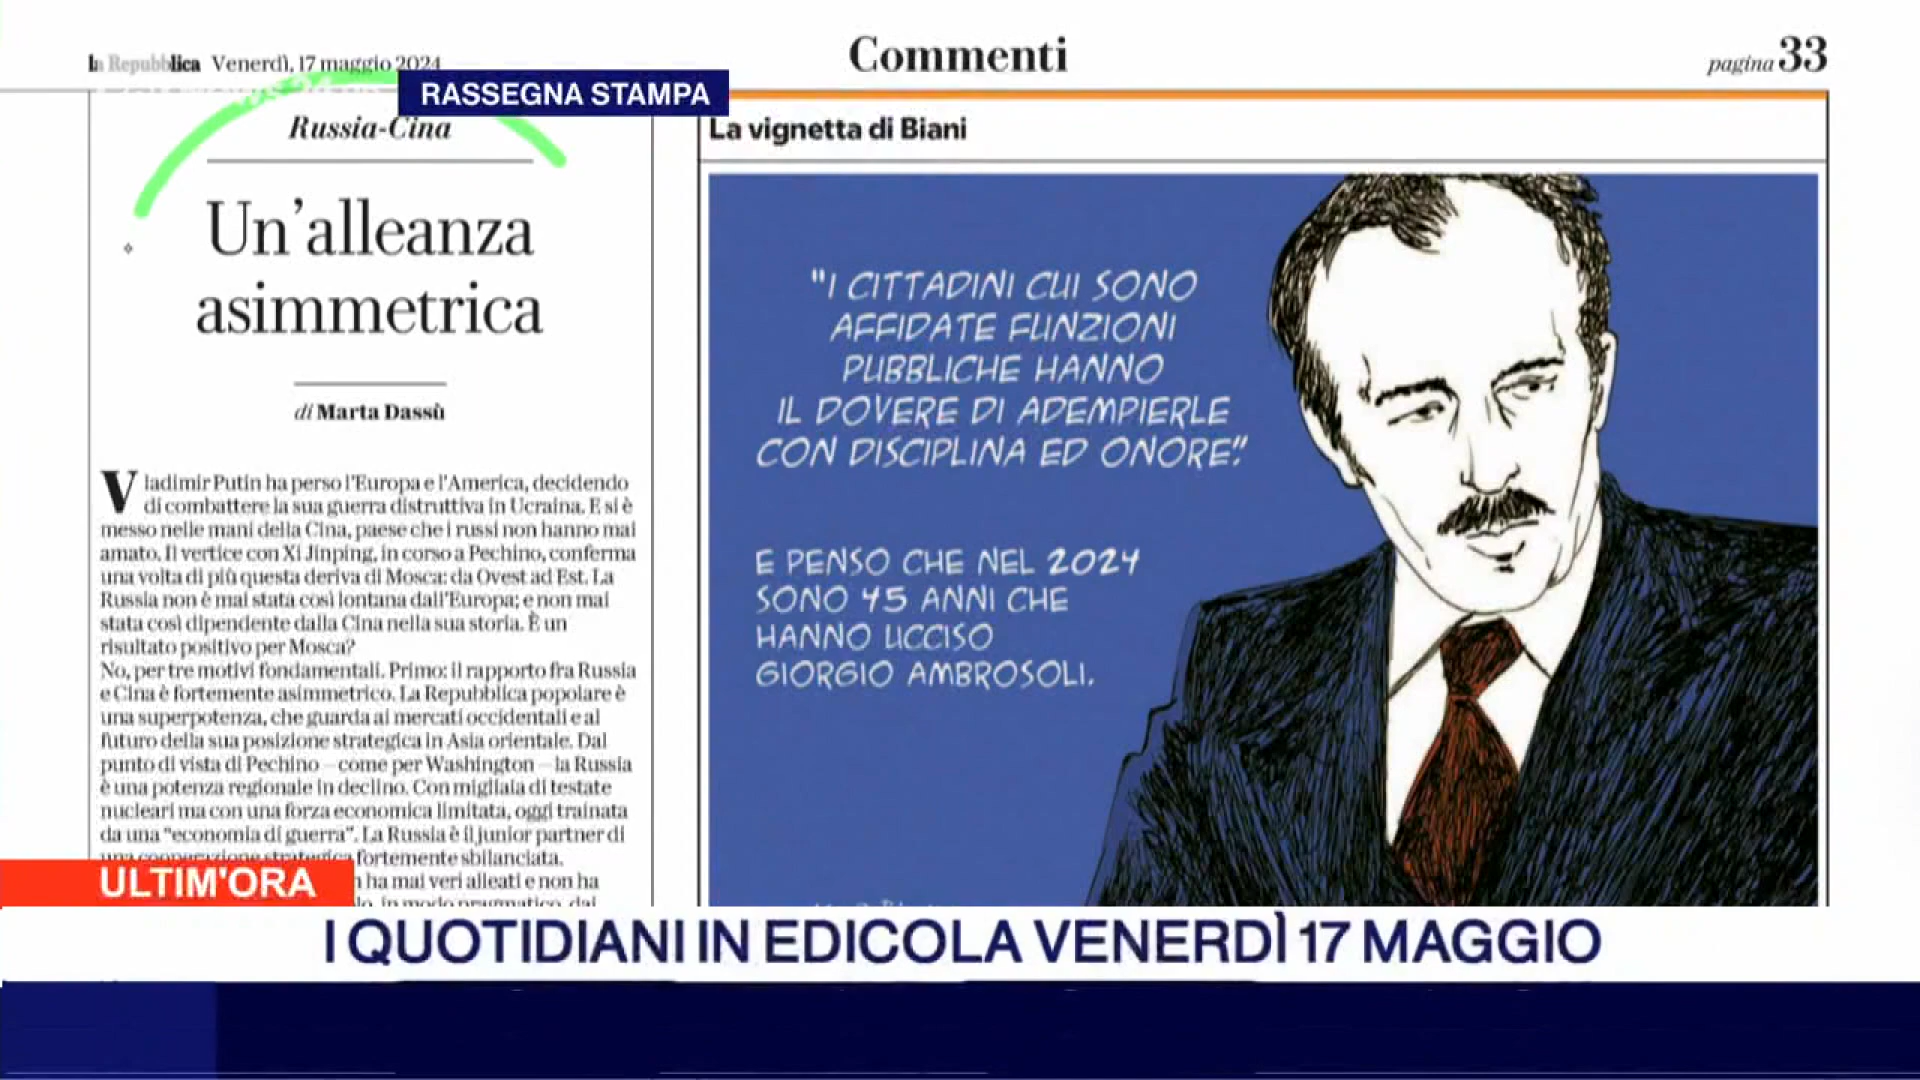 la Repubblica Venerdì, 17 maggio 2024
Commenti
pagina 33
RASSEGNA STAMPA
Russia-Cina
Un'alleanza
asimmetrica
di Marta Dassù
Vladimir Putin ha perso l'Europa e l'America, decidendo
di combattere la sua guerra distruttiva in Ucraina. E si è
messo nelle mani della Cina, paese che i russi non hanno mai
amato. Il vertice con Xi Jinping, in corso a Pechino, conferma
una volta di più questa deriva di Mosca: da Ovest ad Est. La
Russia non è mai stata così lontana dall'Europa; e non mai
stata così dipendente dalla Cina nella sua storia. È un
risultato positivo per Mosca?
No, per tre motivi fondamentali. Primo: il rapporto fra Russia
e Cina è fortemente asimmetrico. La Repubblica popolare è
una superpotenza, che guarda ai mercati occidentali e al
futuro della sua posizione strategica in Asia orientale. Dal
punto di vista di Pechino – come per Washington – la Russia
è una potenza regionale in declino. Con migliaia di testate
nucleari ma con una forza economica limitata, oggi trainata
da una "economia di guerra". La Russia è il junior partner di
una cooperazione strategica fortemente sbilanciata.
ha mai veri alleati e non ha
in modo pragmatico, dai
La vignetta di Biani
"I CITTADINI CUI SONO
AFFIDATE FUNZIONI
PUBBLICHE HANNO
IL DOVERE DI ADEMPIERLE
CON DISCIPLINA ED ONORE."
E PENSO CHE NEL 2024
SONO 45 ANNI CHE
HANNO UCCISO
GIORGIO AMBROSOLI.
ULTIM'ORA
I QUOTIDIANI IN EDICOLA VENERDÌ 17 MAGGIO